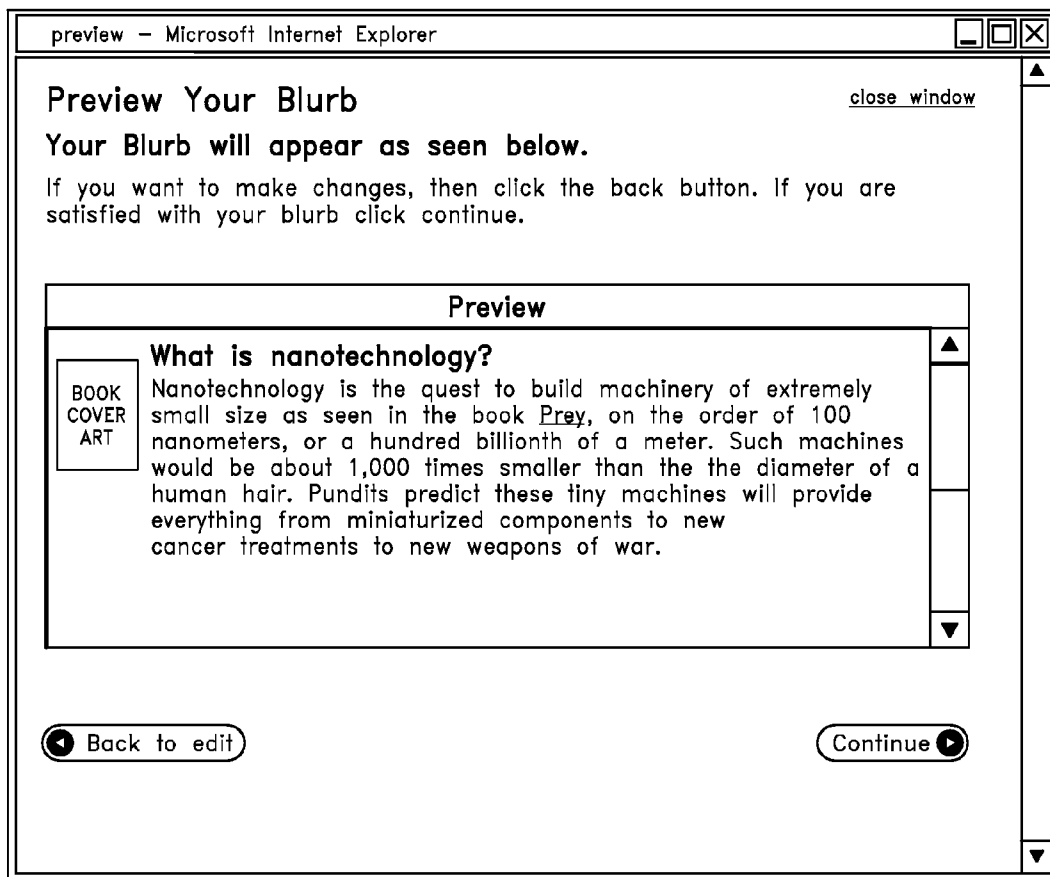 preview – Microsoft Internet Explorer
Preview Your Blurb
close window
Your Blurb will appear as seen below.
If you want to make changes, then click the back button. If you are
satisfied with your blurb click continue.
Preview
BOOK
COVER
ART
What is nanotechnology?
Nanotechnology is the quest to build machinery of extremely
small size as seen in the book Prey, on the order of 100
nanometers, or a hundred billionth of a meter. Such machines
would be about 1,000 times smaller than the the diameter of a
human hair. Pundits predict these tiny machines will provide
everything from miniaturized components to new
cancer treatments to new weapons of war.
Back to edit
Continue